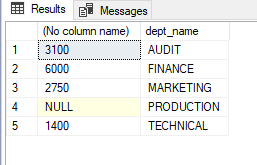 Results Messages
(No column name) dept_name
1 3100 AUDIT
2 6000 FINANCE
3 2750 MARKETING
4 NULL PRODUCTION
5 1400 TECHNICAL